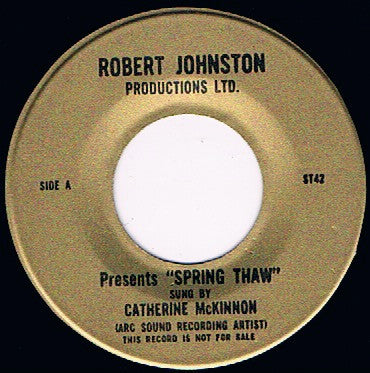 ROBERT JOHNSTON
PRODUCTIONS LTD.
SIDE A
ST42
Presents "SPRING THAW"
SUNG BY
CATHERINE McKINNON
(ARC SOUND RECORDING ARTIST)
THIS RECORD IS NOT FOR SALE